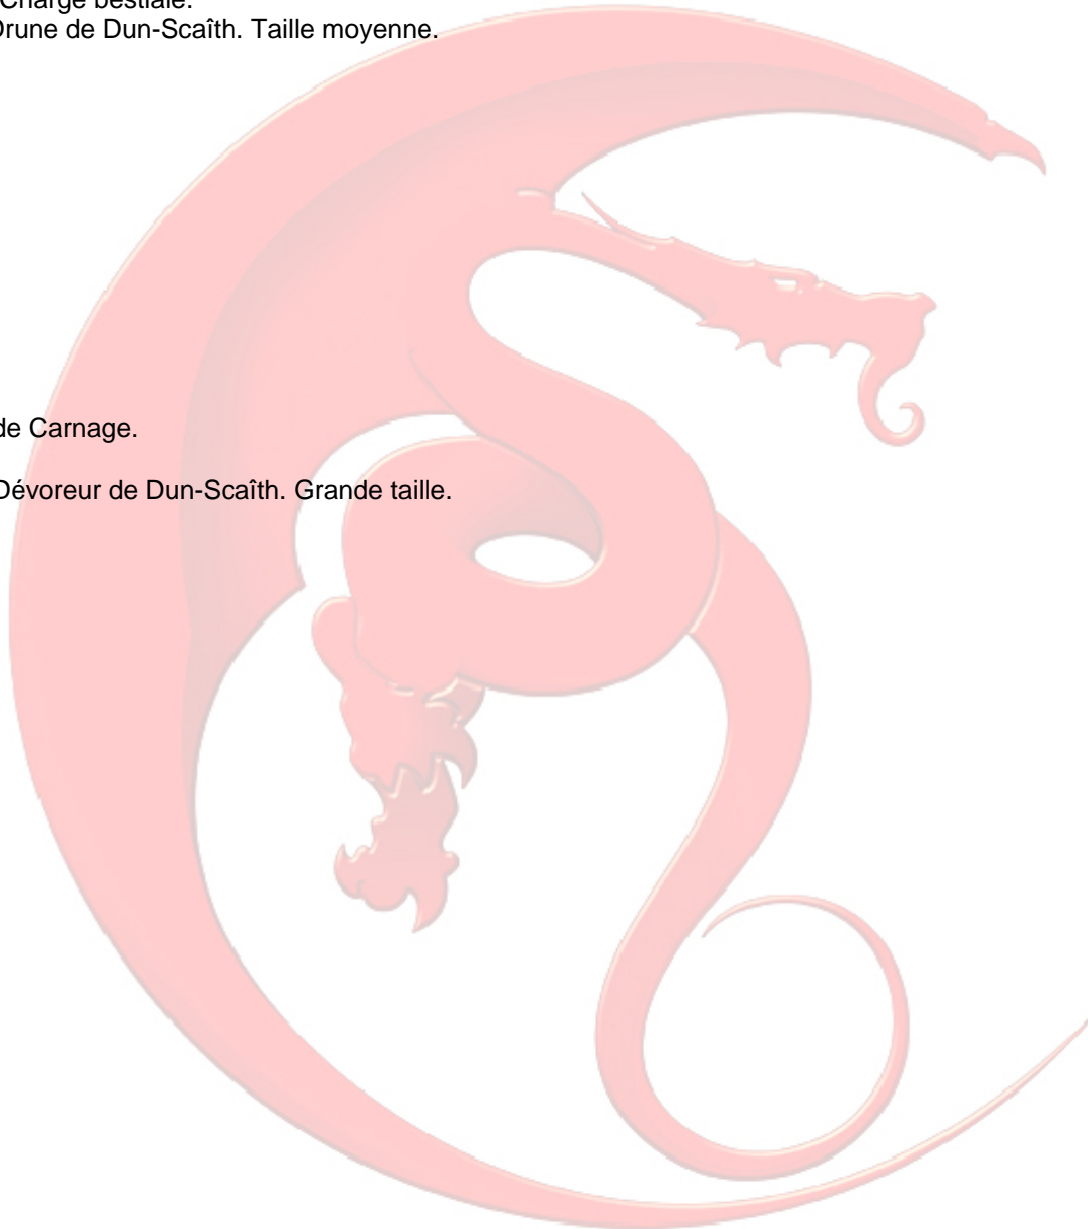 Charge bestiale.
Drune de Dun-Scaîth. Taille moyenne.
de Carnage.
Dévoreur de Dun-Scaîth. Grande taille.